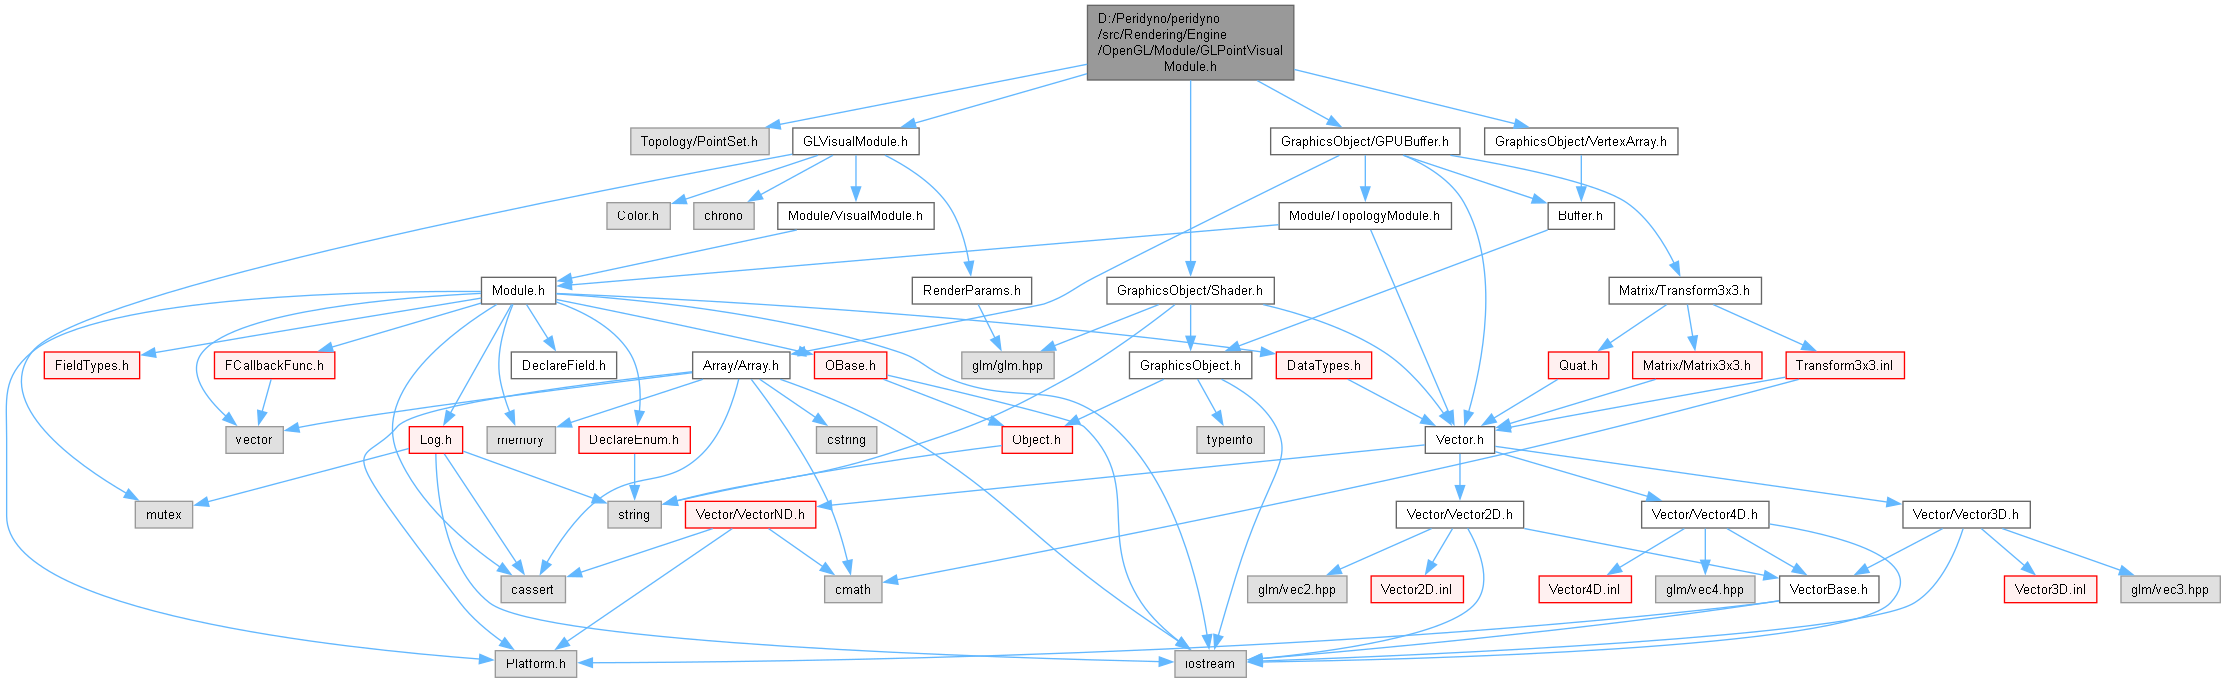 D:/Peridyno/peridyno
/src/Rendering/Engine
/OpenGL/Module/GLPointVisual
Module.h
Topology/PointSet.h
GLVisualModule.h
GraphicsObject/GPUBuffer.h
GraphicsObject/VertexArray.h
Color.h
chrono
Module/VisualModule.h
Module/TopologyModule.h
Buffer.h
Module.h
RenderParams.h
GraphicsObject/Shader.h
Matrix/Transform3x3.h
FieldTypes.h
FCallbackFunc.h
DeclareField.h
Array/Array.h
OBase.h
glm/glm.hpp
GraphicsObject.h
DataTypes.h
Quat.h
Matrix/Matrix3x3.h
Transform3x3.inl
vector
Log.h
memory
DeclareEnum.h
cstring
Object.h
typeinfo
Vector.h
mutex
string
Vector/VectorND.h
Vector/Vector2D.h
Vector/Vector4D.h
Vector/Vector3D.h
cassert
cmath
glm/vec2.hpp
Vector2D.inl
Vector4D.inl
glm/vec4.hpp
VectorBase.h
Vector3D.inl
glm/vec3.hpp
Platform.h
iostream